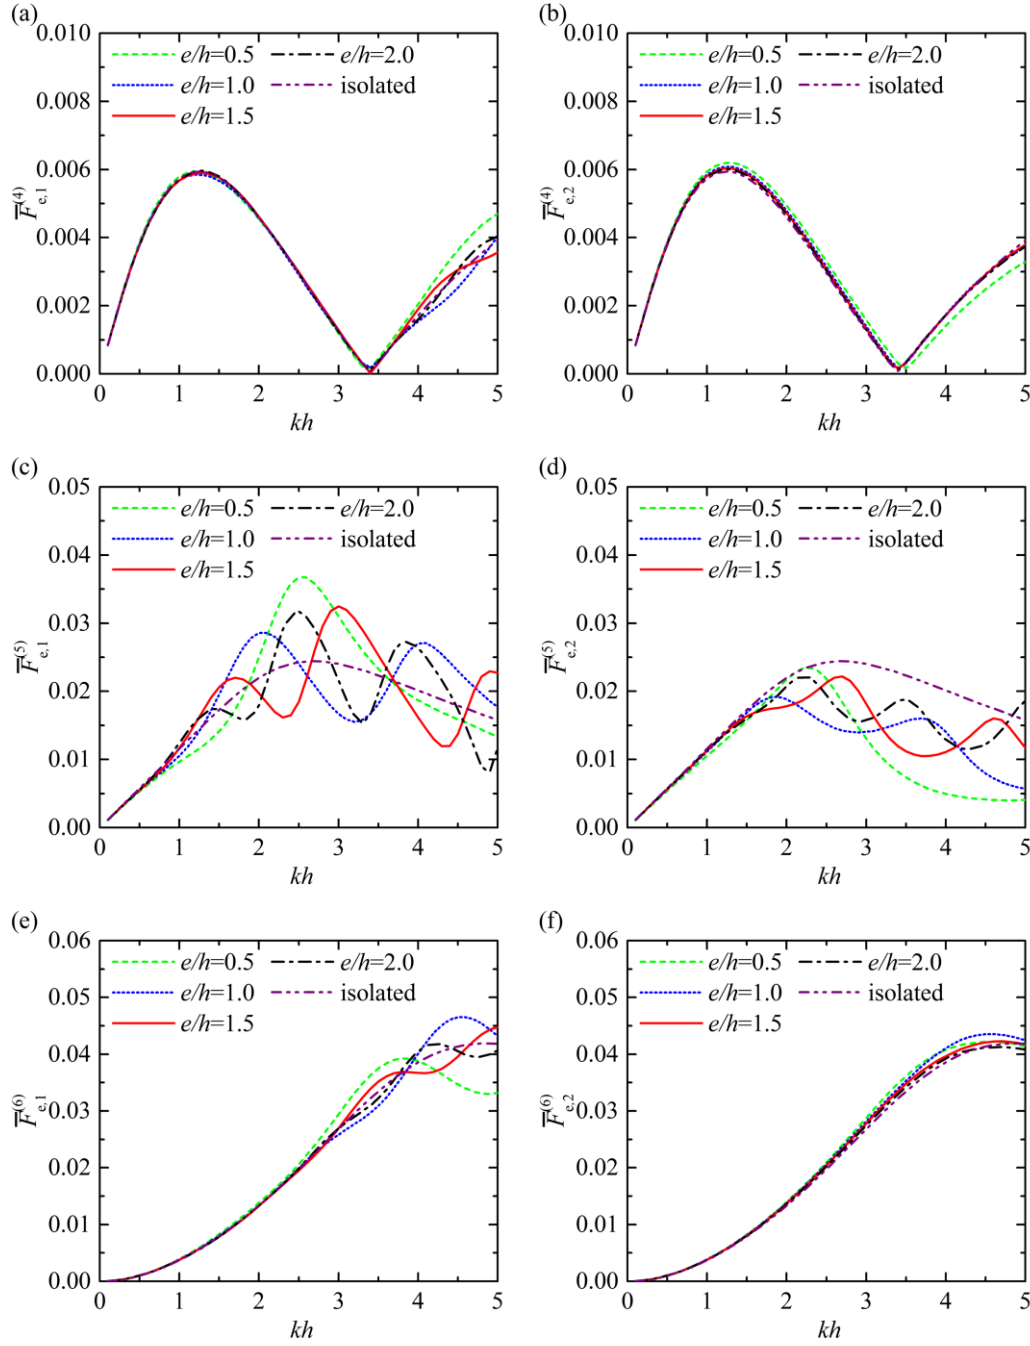 (a)
0.010
0.008
0.006
0.004
0.002
0.000
F̅e,1(4)
e/h=0.5
e/h=2.0
e/h=1.0
isolated
e/h=1.5
0 1 2 3 4 5
kh
(b)
0.010
0.008
0.006
0.004
0.002
0.000
F̅e,2(4)
e/h=0.5
e/h=2.0
e/h=1.0
isolated
e/h=1.5
0 1 2 3 4 5
kh
(c)
0.05
0.04
0.03
0.02
0.01
0.00
F̅e,1(5)
e/h=0.5
e/h=2.0
e/h=1.0
isolated
e/h=1.5
0 1 2 3 4 5
kh
(d)
0.05
0.04
0.03
0.02
0.01
0.00
F̅e,2(5)
e/h=0.5
e/h=2.0
e/h=1.0
isolated
e/h=1.5
0 1 2 3 4 5
kh
(e)
0.06
0.05
0.04
0.03
0.02
0.01
0.00
F̅e,1(6)
e/h=0.5
e/h=2.0
e/h=1.0
isolated
e/h=1.5
0 1 2 3 4 5
kh
(f)
0.06
0.05
0.04
0.03
0.02
0.01
0.00
F̅e,2(6)
e/h=0.5
e/h=2.0
e/h=1.0
isolated
e/h=1.5
0 1 2 3 4 5
kh